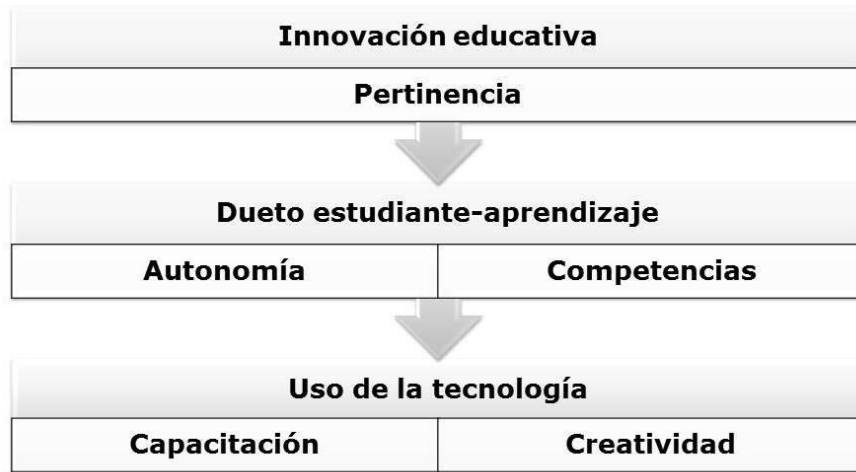 Innovación educativa
Pertinencia
Dueto estudiante-aprendizaje
Autonomía
Competencias
Uso de la tecnología
Capacitación
Creatividad